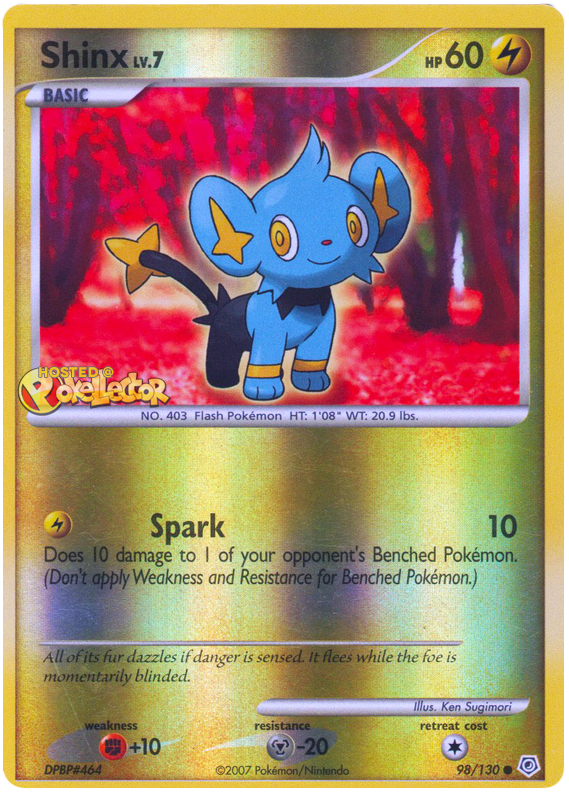 Shinx LV.7
HP 60
BASIC
HOSTED @
Pokellector
NO. 403 Flash Pokémon HT: 1'08" WT: 20.9 lbs.
Spark 10
Does 10 damage to 1 of your opponent's Benched Pokémon.
(Don't apply Weakness and Resistance for Benched Pokémon.)
All of its fur dazzles if danger is sensed. It flees while the foe is
momentarily blinded.
Illus. Ken Sugimori
weakness resistance retreat cost
+10 -20
DPBP#464 ©2007 Pokémon/Nintendo 98/130